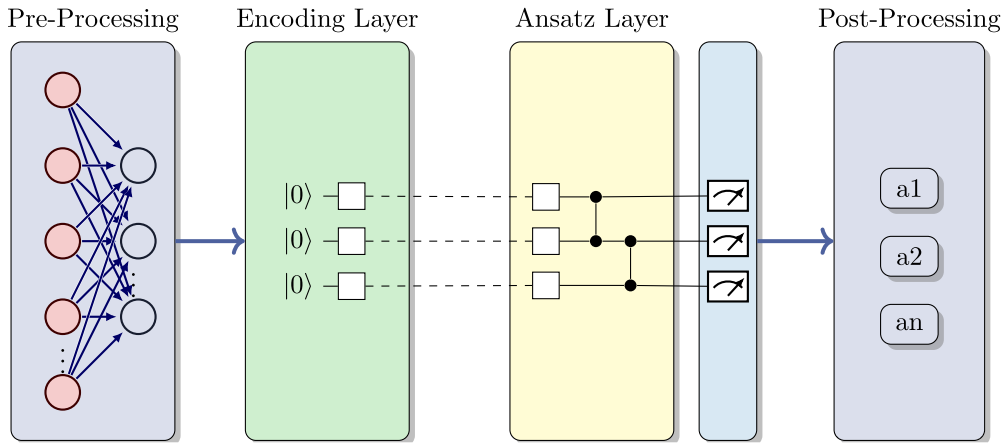 Pre-Processing
Encoding Layer
Ansatz Layer
Post-Processing
|0⟩
|0⟩
|0⟩
a1
a2
an